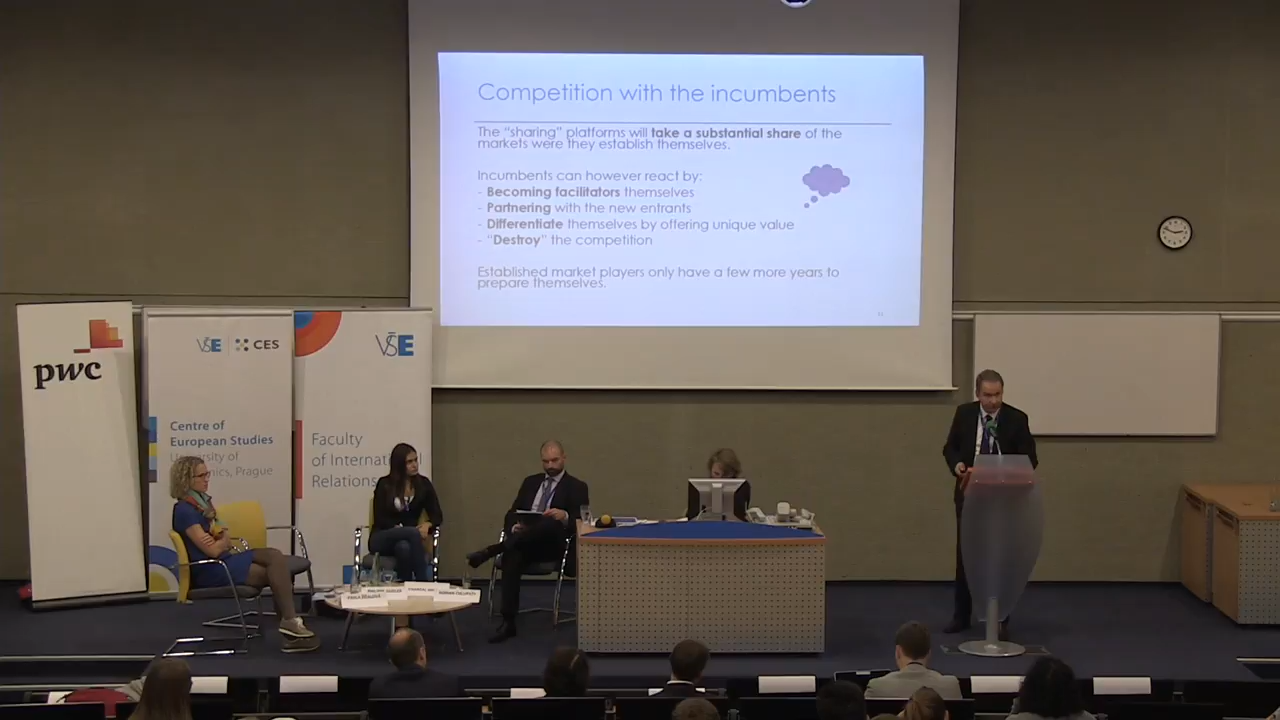 Competition with the incumbents
The “sharing” platforms will take a substantial share of the
markets were they establish themselves.
Incumbents can however react by:
- Becoming facilitators themselves
- Partnering with the new entrants
- Differentiate themselves by offering unique value
- “Destroy” the competition
Established market players only have a few more years to
prepare themselves.
pwc
VŠE
CES
Centre of
European Studies
University of
Prague
VŠE
Faculty
of International
Relations